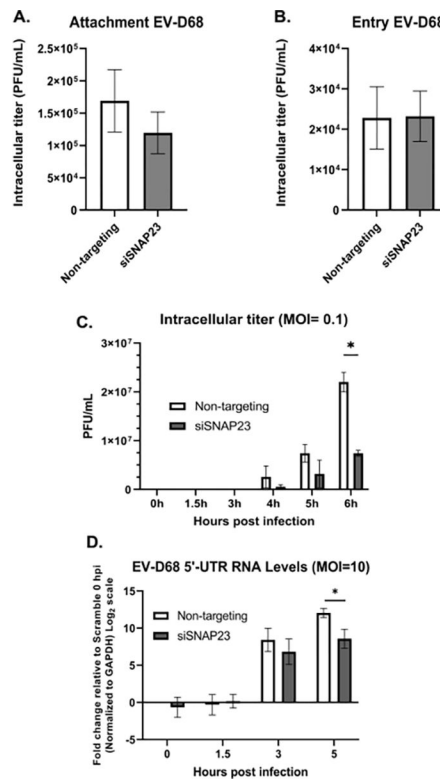 A.
Attachment EV-D68
Intracellular titer (PFU/mL)
2.5×10⁵
2×10⁵
1.5×10⁵
1×10⁵
5×10⁴
0
Non-targeting
siSNAP23
B.
Entry EV-D68
Intracellular titer (PFU/mL)
4×10⁴
3×10⁴
2×10⁴
1×10⁴
0
Non-targeting
siSNAP23
C.
Intracellular titer (MOI= 0.1)
PFU/mL
3×10⁷
2×10⁷
1×10⁷
0
Non-targeting
siSNAP23
*
0h 1.5h 3h 4h 5h 6h
Hours post infection
D.
EV-D68 5'-UTR RNA Levels (MOI=10)
Fold change relative to Scramble 0 hpi
(Normalized to GAPDH) Log₂ scale
15
10
5
0
-5
Non-targeting
siSNAP23
*
0 1.5 3 5
Hours post infection